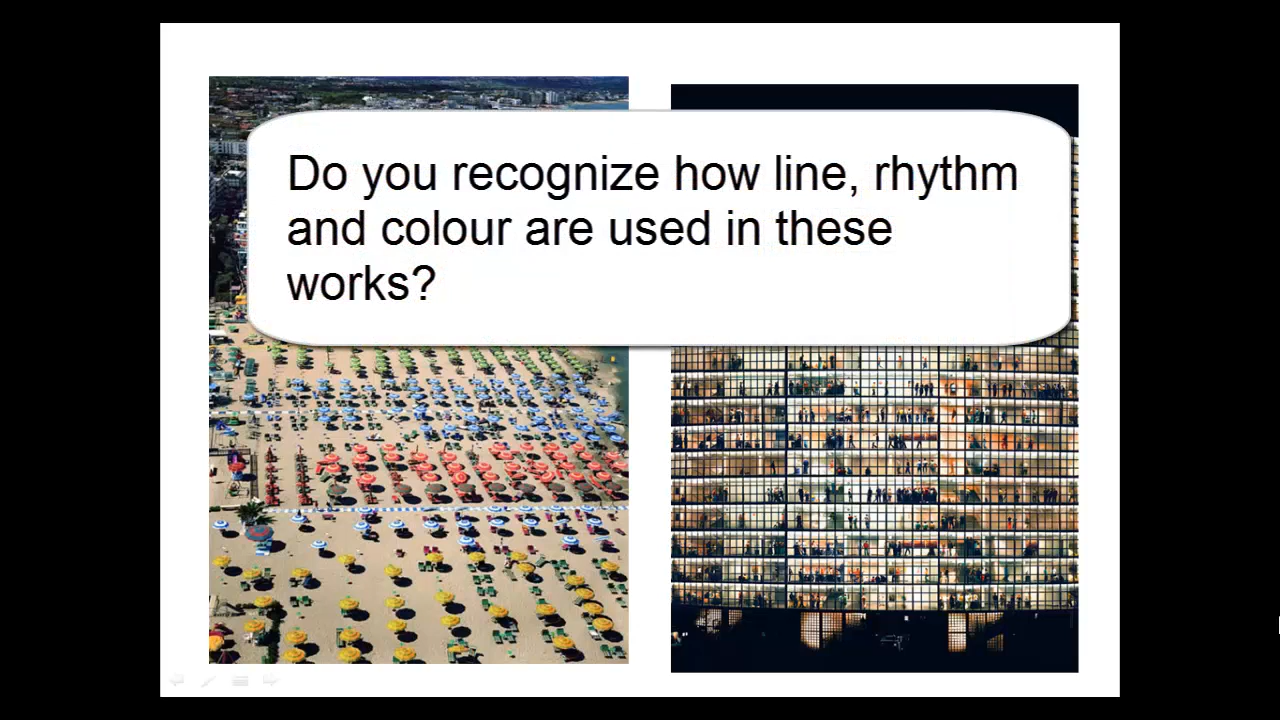 Do you recognize how line, rhythm
and colour are used in these
works?